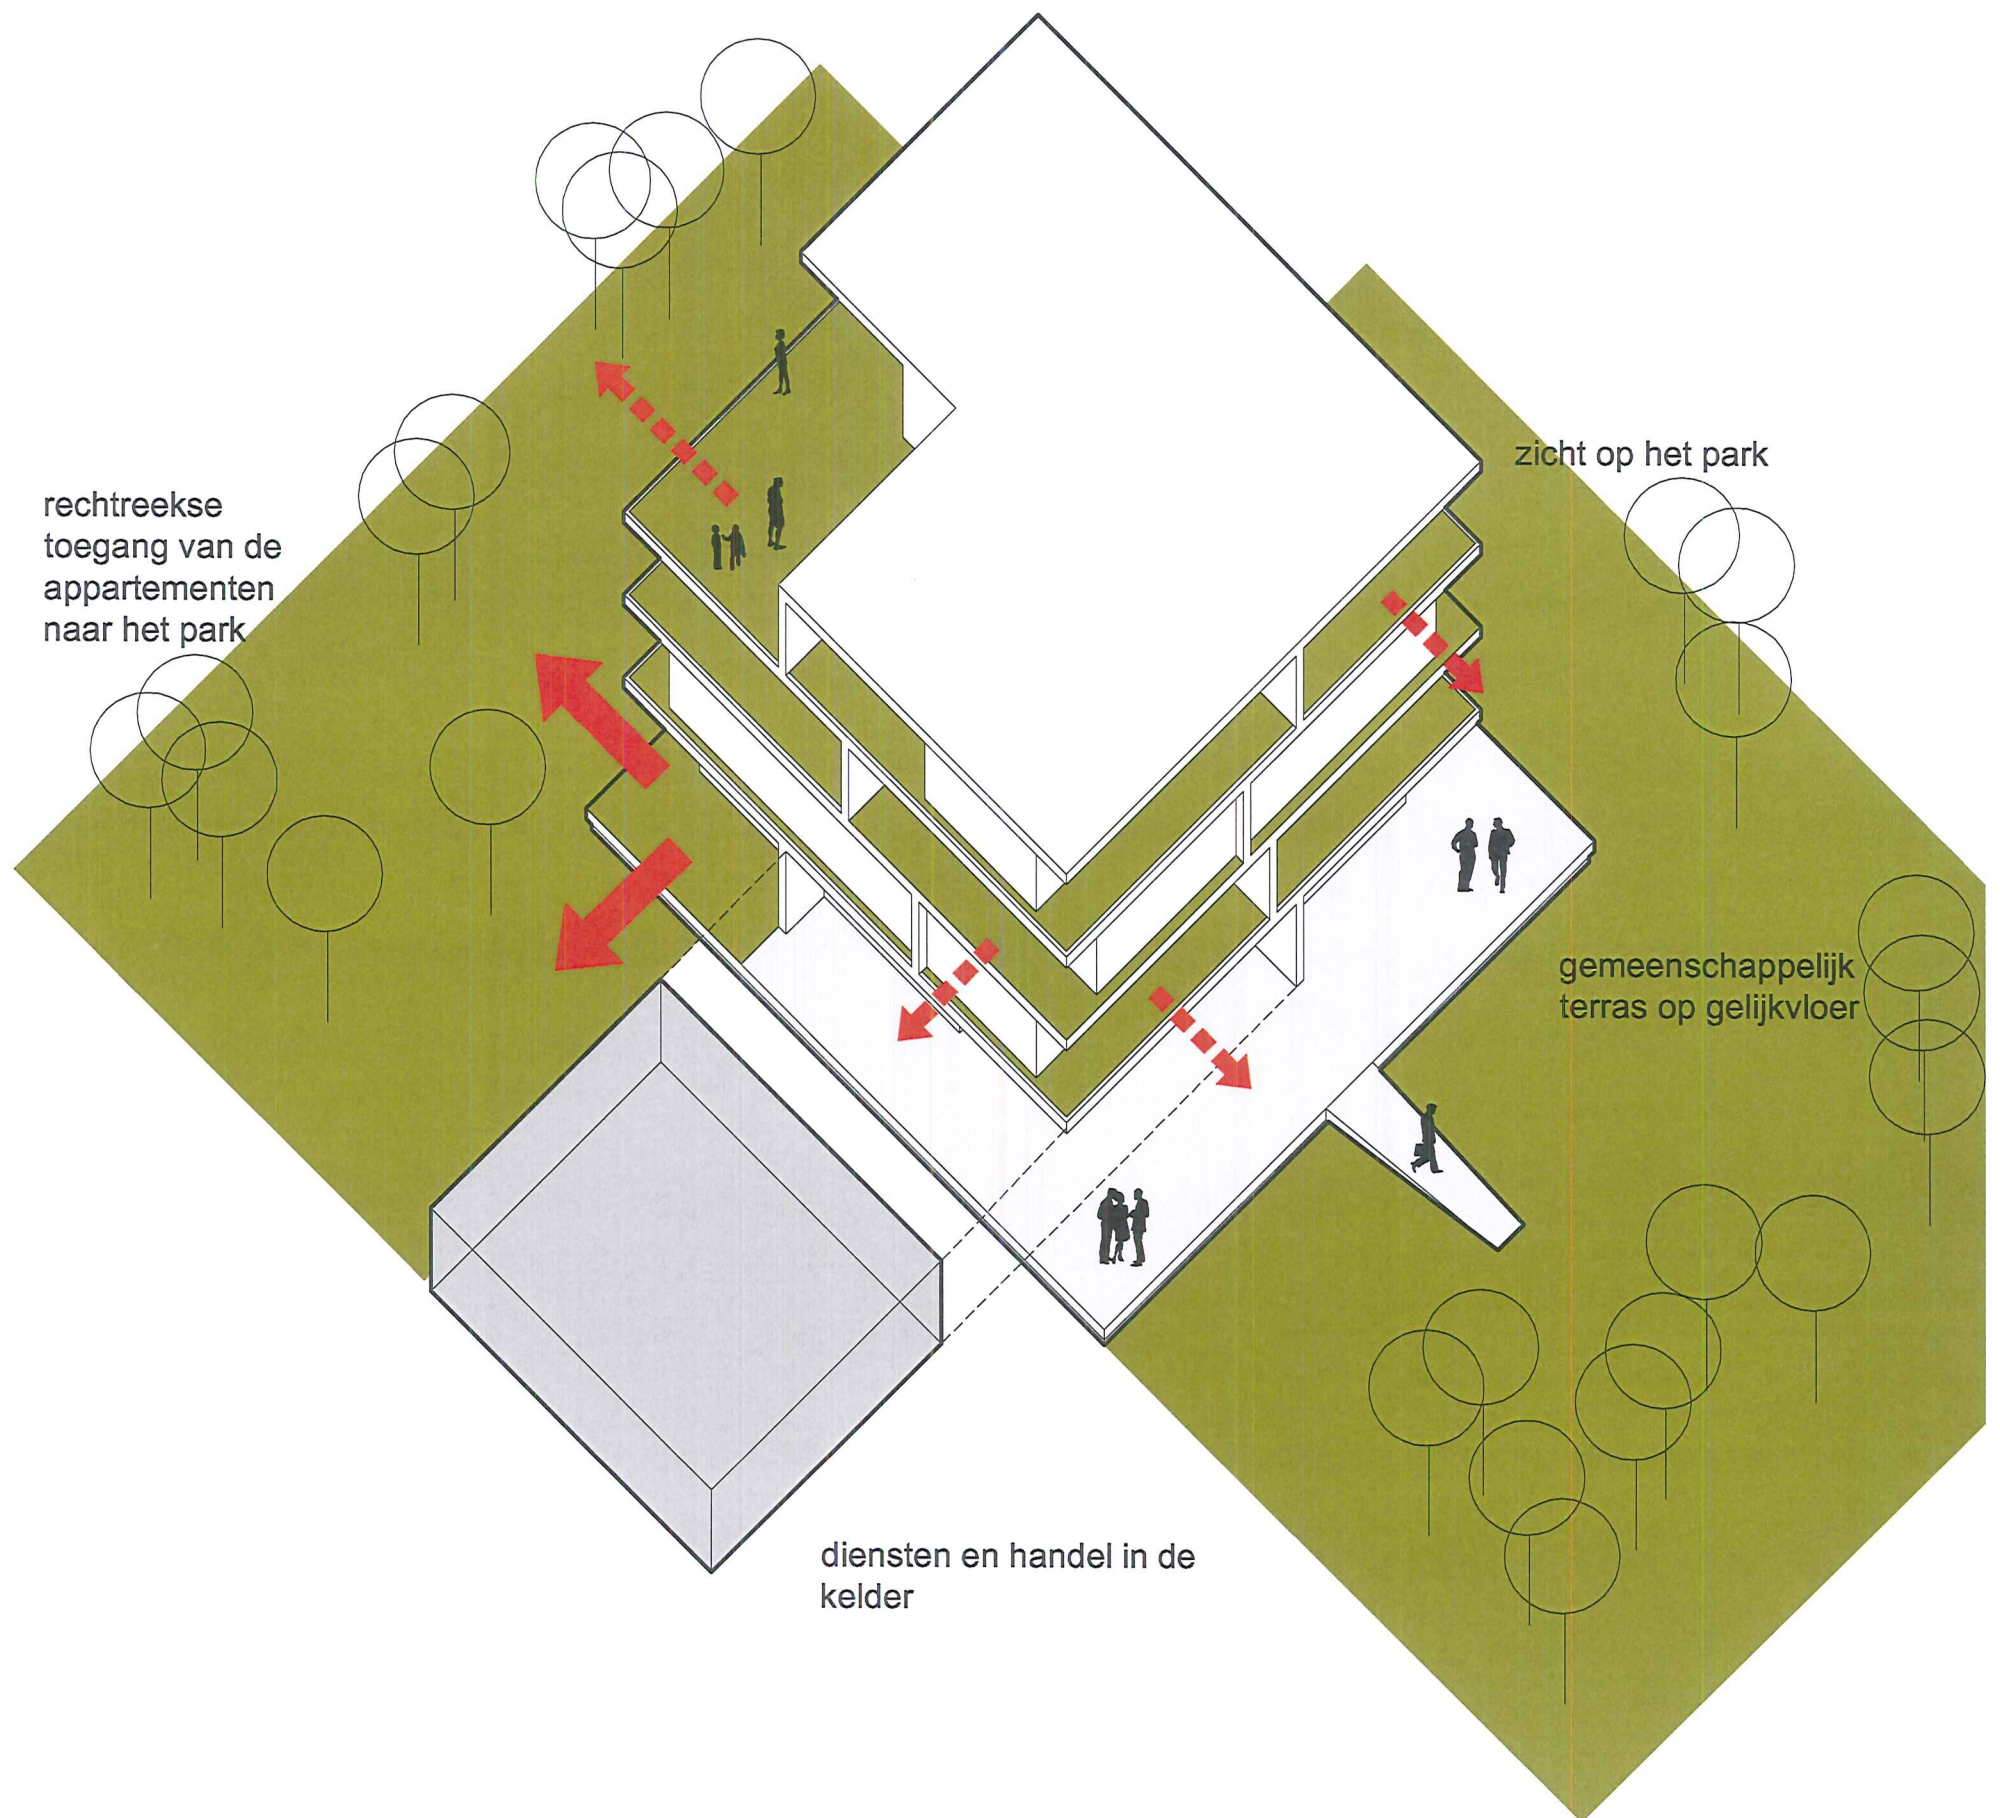 rechtreekse
toegang van de
appartementen
naar het park
zicht op het park
gemeenschappelijk
terras op gelijkvloer
diensten en handel in de
kelder